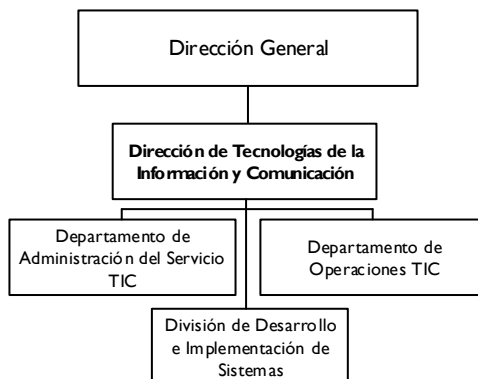 Dirección General
Dirección de Tecnologías de la
Información y Comunicación
Departamento de
Administración del Servicio
TIC
Departamento de
Operaciones TIC
División de Desarrollo
e Implementación de
Sistemas